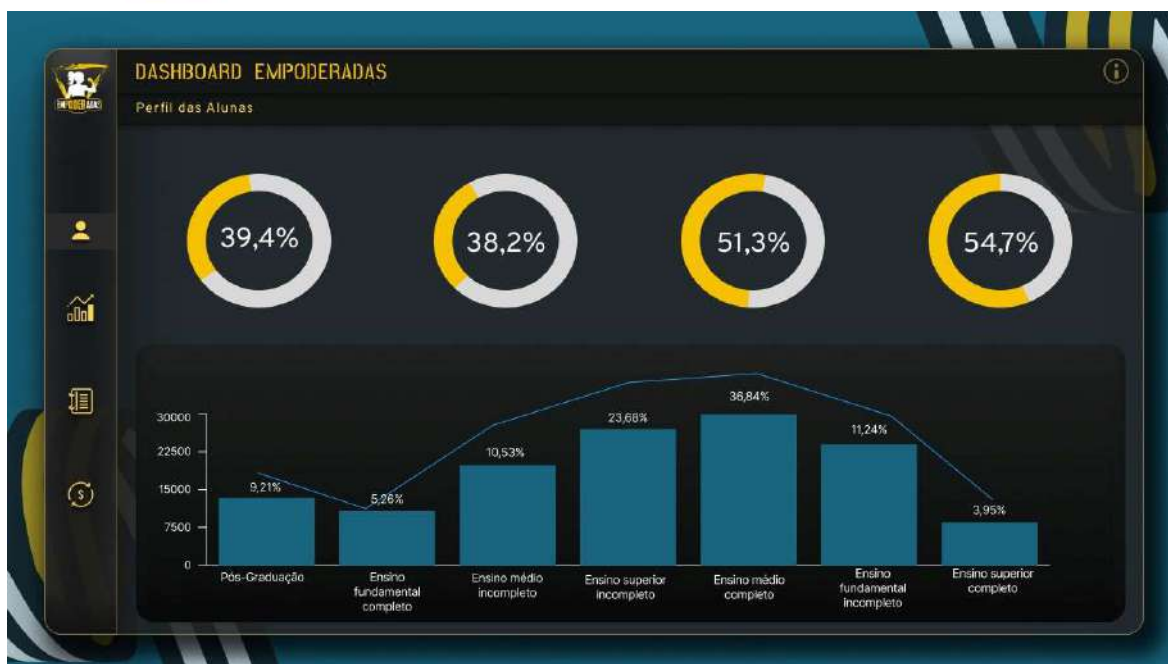 DASHBOARD EMPODERADAS
EMPODERADAS
Perfil das Alunas
39,4%
38,2%
51,3%
54,7%
30000
22500
15000
7500
0
9,21%
5,26%
10,53%
23,68%
36,84%
11,24%
3,95%
Pós-Graduação
Ensino
fundamental
completo
Ensino médio
incompleto
Ensino superior
incompleto
Ensino médio
completo
Ensino
fundamental
incompleto
Ensino superior
completo